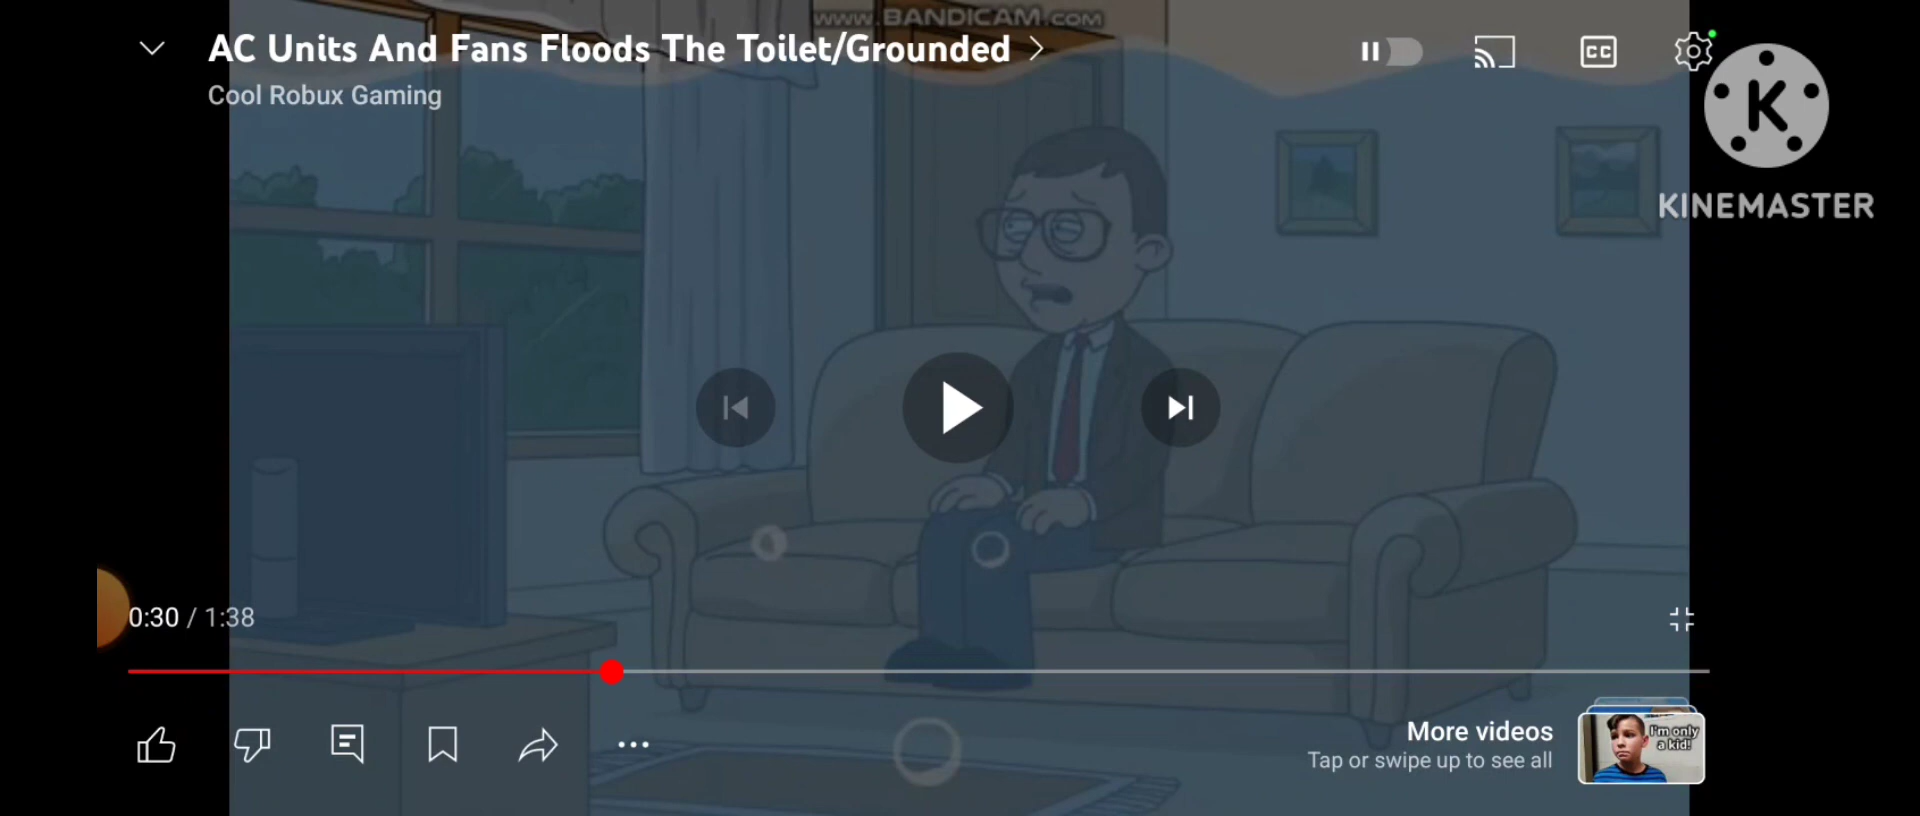 www.BANDICAM.com
AC Units And Fans Floods The Toilet/Grounded
Cool Robux Gaming
CC
K
KINEMASTER
0:30 / 1:38
More videos
Tap or swipe up to see all
I'm only
a kid!